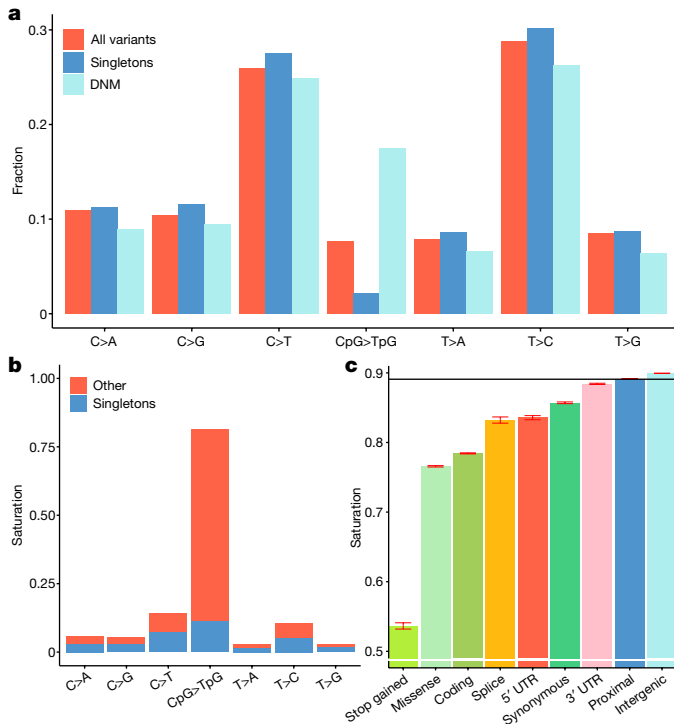 a
All variants
Singletons
DNM
Fraction
0.3
0.2
0.1
0
C>A
C>G
C>T
CpG>TpG
T>A
T>C
T>G
b
Other
Singletons
Saturation
1.00
0.75
0.50
0.25
0
C>A
C>G
C>T
CpG>TpG
T>A
T>C
T>G
c
Saturation
0.9
0.8
0.7
0.6
0.5
Stop gained
Missense
Coding
Splice
5′ UTR
Synonymous
3′ UTR
Proximal
Intergenic